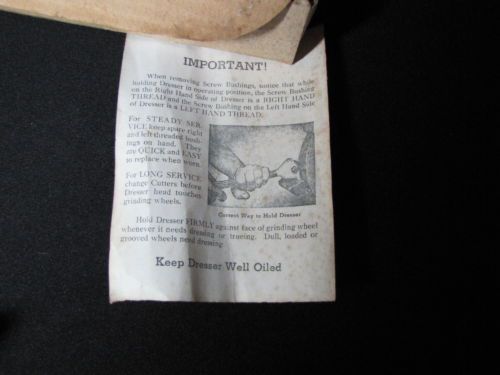 IMPORTANT!
When removing Screw Bushings, notice that while
holding Dresser in operating position, the Screw Bushing
on the Right Hand Side of Dresser is a RIGHT HAND
THREAD and the Screw Bushing on the Left Hand Side
of Dresser is a LEFT HAND THREAD.
For STEADY SER-
VICE keep spare right
and left threaded bush-
ings on hand. They
are QUICK and EASY
to replace when worn.
For LONG SERVICE
change Cutters before
Dresser head touches
grinding wheels.
Correct Way to Hold Dresser
Hold Dresser FIRMLY against face of grinding wheel
whenever it needs dressing or trueing. Dull, loaded or
grooved wheels need dressing.
Keep Dresser Well Oiled